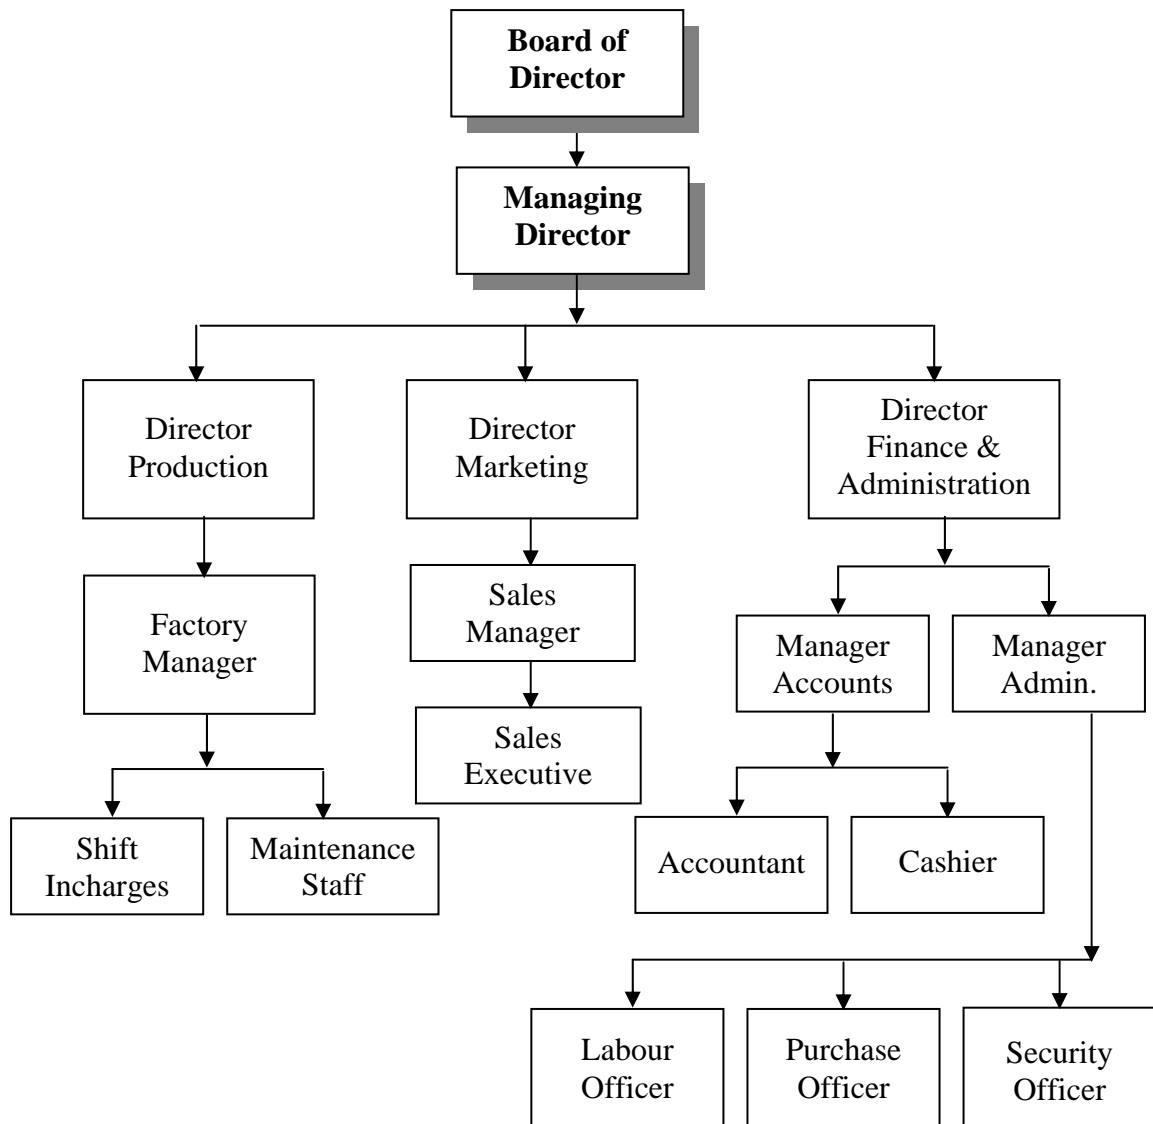 Board of
Director
Managing
Director
Director
Production
Director
Marketing
Director
Finance &
Administration
Factory
Manager
Sales
Manager
Manager
Accounts
Manager
Admin.
Sales
Executive
Shift
Incharges
Maintenance
Staff
Accountant
Cashier
Labour
Officer
Purchase
Officer
Security
Officer